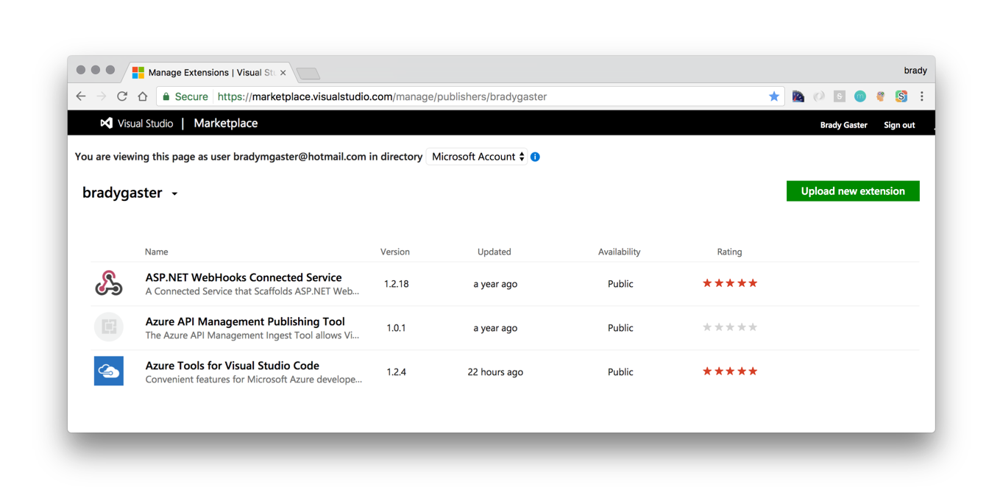 Manage Extensions | Visual Stu
brady
Secure https://marketplace.visualstudio.com/manage/publishers/bradygaster
Visual Studio | Marketplace
Brady Gaster Sign out
You are viewing this page as user bradymgaster@hotmail.com in directory Microsoft Account
bradygaster
Upload new extension
Name Version Updated Availability Rating
ASP.NET WebHooks Connected Service
A Connected Service that Scaffolds ASP.NET Web...
1.2.18 a year ago Public
Azure API Management Publishing Tool
The Azure API Management Ingest Tool allows Vi...
1.0.1 a year ago Public
Azure Tools for Visual Studio Code
Convenient features for Microsoft Azure develope...
1.2.4 22 hours ago Public